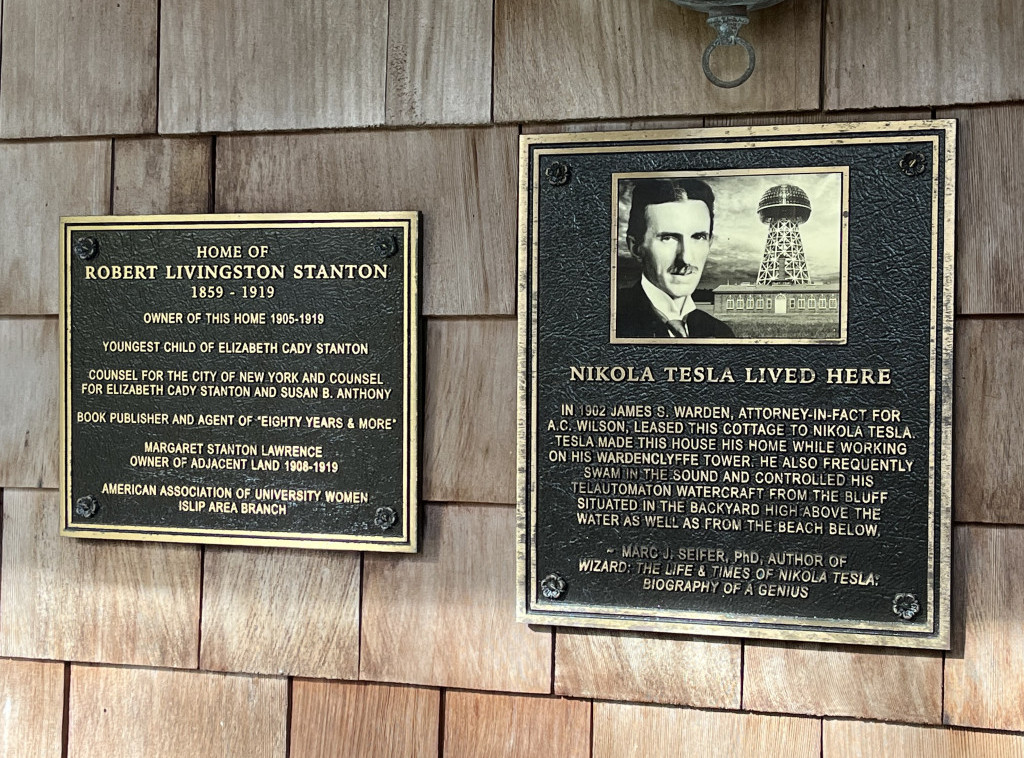 HOME OF
ROBERT LIVINGSTON STANTON
1859 - 1919
OWNER OF THIS HOME 1905-1919
YOUNGEST CHILD OF ELIZABETH CADY STANTON
COUNSEL FOR THE CITY OF NEW YORK AND COUNSEL
FOR ELIZABETH CADY STANTON AND SUSAN B. ANTHONY
BOOK PUBLISHER AND AGENT OF "EIGHTY YEARS & MORE"
MARGARET STANTON LAWRENCE
OWNER OF ADJACENT LAND 1908-1919
AMERICAN ASSOCIATION OF UNIVERSITY WOMEN
ISLIP AREA BRANCH
NIKOLA TESLA LIVED HERE
IN 1902 JAMES S. WARDEN, ATTORNEY-IN-FACT FOR
A.C. WILSON, LEASED THIS COTTAGE TO NIKOLA TESLA.
TESLA MADE THIS HOUSE HIS HOME WHILE WORKING
ON HIS WARDENCLYFFE TOWER. HE ALSO FREQUENTLY
SWAM IN THE SOUND AND CONTROLLED HIS
TELAUTOMATON WATERCRAFT FROM THE BLUFF
SITUATED IN THE BACKYARD HIGH ABOVE THE
WATER AS WELL AS FROM THE BEACH BELOW.
~ MARC J. SEIFER, PhD, AUTHOR OF
WIZARD: THE LIFE & TIMES OF NIKOLA TESLA:
BIOGRAPHY OF A GENIUS